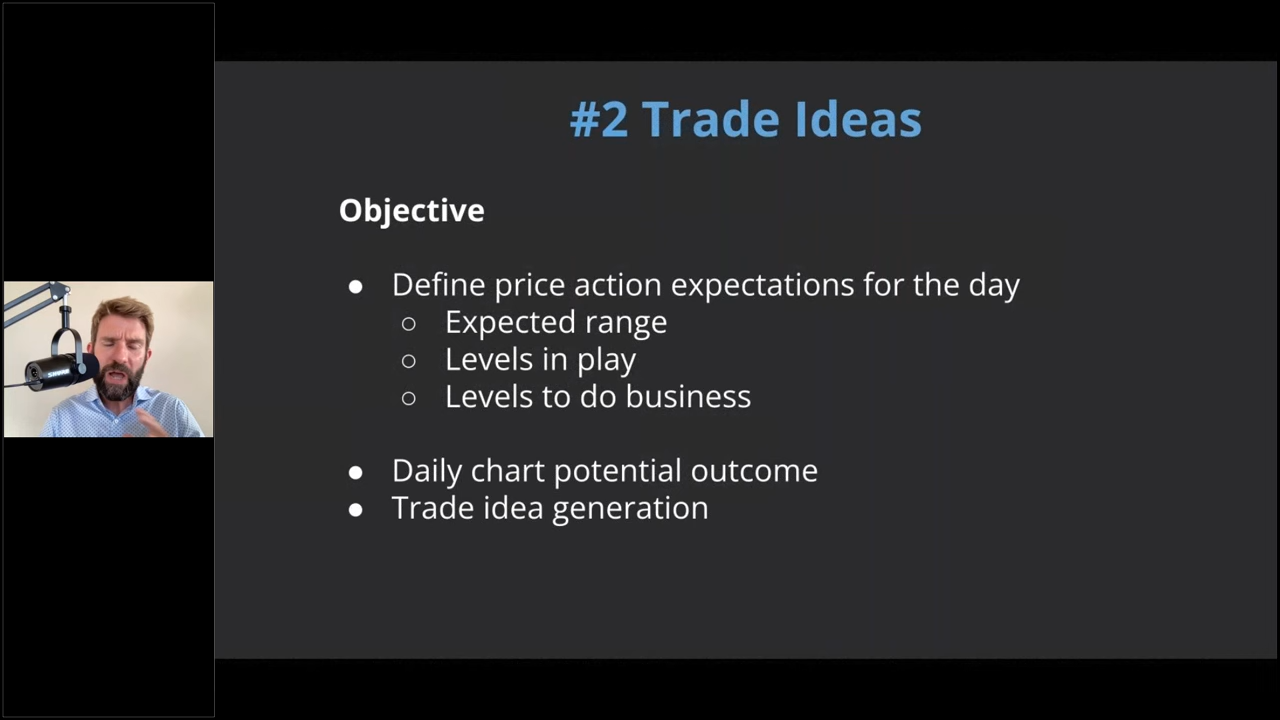 #2 Trade Ideas
Objective
● Define price action expectations for the day
○ Expected range
○ Levels in play
○ Levels to do business
● Daily chart potential outcome
● Trade idea generation
SHURE